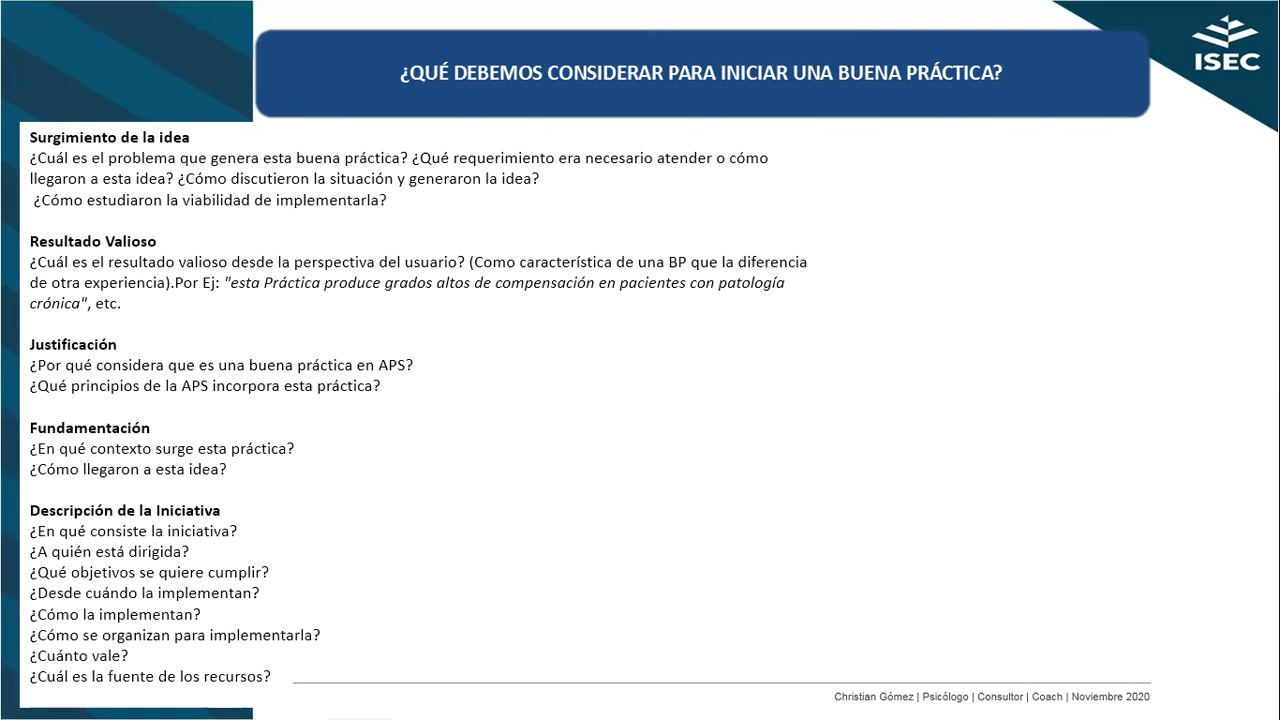 ¿QUÉ DEBEMOS CONSIDERAR PARA INICIAR UNA BUENA PRÁCTICA?
ISEC
Surgimiento de la idea
¿Cuál es el problema que genera esta buena práctica? ¿Qué requerimiento era necesario atender o cómo
llegaron a esta idea? ¿Cómo discutieron la situación y generaron la idea?
¿Cómo estudiaron la viabilidad de implementarla?
Resultado Valioso
¿Cuál es el resultado valioso desde la perspectiva del usuario? (Como característica de una BP que la diferencia
de otra experiencia).Por Ej: "esta Práctica produce grados altos de compensación en pacientes con patología
crónica", etc.
Justificación
¿Por qué considera que es una buena práctica en APS?
¿Qué principios de la APS incorpora esta práctica?
Fundamentación
¿En qué contexto surge esta práctica?
¿Cómo llegaron a esta idea?
Descripción de la Iniciativa
¿En qué consiste la iniciativa?
¿A quién está dirigida?
¿Qué objetivos se quiere cumplir?
¿Desde cuándo la implementan?
¿Cómo la implementan?
¿Cómo se organizan para implementarla?
¿Cuánto vale?
¿Cuál es la fuente de los recursos?
Christian Gómez | Psicólogo | Consultor | Coach | Noviembre 2020